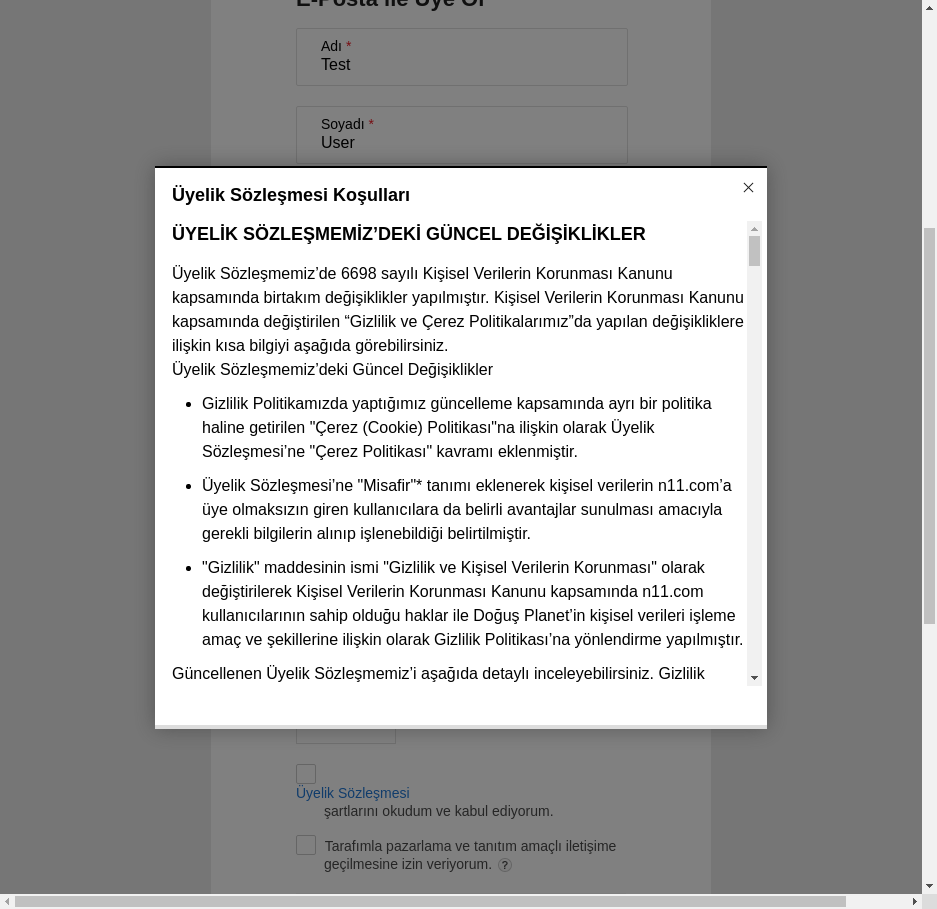 E-Posta ile Üye Ol
Adı *
Test
Soyadı *
User
Üyelik Sözleşmesi Koşulları
ÜYELİK SÖZLEŞMEMİZ’DEKİ GÜNCEL DEĞİŞİKLİKLER
Üyelik Sözleşmemiz’de 6698 sayılı Kişisel Verilerin Korunması Kanunu
kapsamında birtakım değişiklikler yapılmıştır. Kişisel Verilerin Korunması Kanunu
kapsamında değiştirilen “Gizlilik ve Çerez Politikalarımız”da yapılan değişikliklere
ilişkin kısa bilgiyi aşağıda görebilirsiniz.
Üyelik Sözleşmemiz’deki Güncel Değişiklikler
• Gizlilik Politikamızda yaptığımız güncelleme kapsamında ayrı bir politika
haline getirilen "Çerez (Cookie) Politikası"na ilişkin olarak Üyelik
Sözleşmesi’ne "Çerez Politikası" kavramı eklenmiştir.
• Üyelik Sözleşmesi’ne "Misafir"* tanımı eklenerek kişisel verilerin n11.com’a
üye olmaksızın giren kullanıcılara da belirli avantajlar sunulması amacıyla
gerekli bilgilerin alınıp işlenebildiği belirtilmiştir.
• "Gizlilik" maddesinin ismi "Gizlilik ve Kişisel Verilerin Korunması" olarak
değiştirilerek Kişisel Verilerin Korunması Kanunu kapsamında n11.com
kullanıcılarının sahip olduğu haklar ile Doğuş Planet’in kişisel verileri işleme
amaç ve şekillerine ilişkin olarak Gizlilik Politikası’na yönlendirme yapılmıştır.
Güncellenen Üyelik Sözleşmemiz’i aşağıda detaylı inceleyebilirsiniz. Gizlilik
Üyelik Sözleşmesi
şartlarını okudum ve kabul ediyorum.
Tarafımla pazarlama ve tanıtım amaçlı iletişime
geçilmesine izin veriyorum. ?